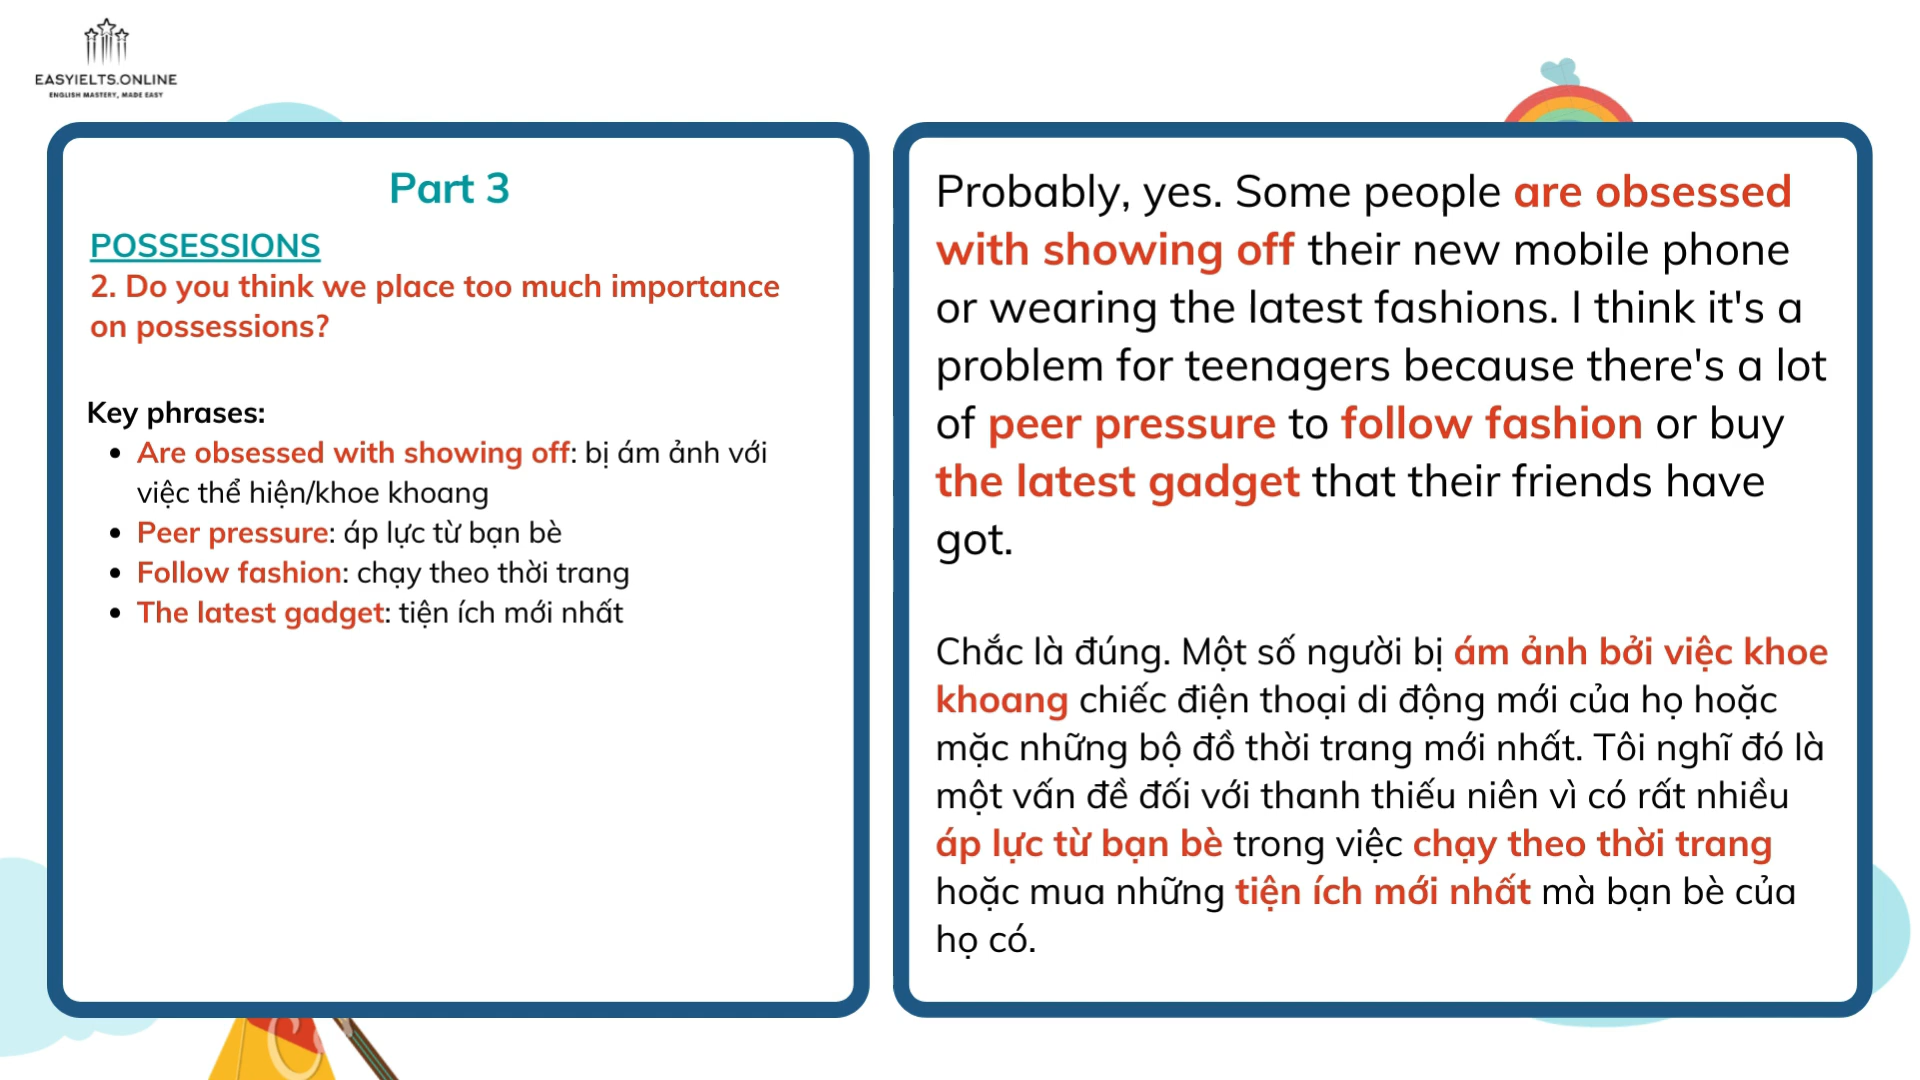 EASYIELTS.ONLINE
ENGLISH MASTERY, MADE EASY
Part 3
POSSESSIONS
2. Do you think we place too much importance
on possessions?
Key phrases:
• Are obsessed with showing off: bị ám ảnh với
việc thể hiện/khoe khoang
• Peer pressure: áp lực từ bạn bè
• Follow fashion: chạy theo thời trang
• The latest gadget: tiện ích mới nhất
Probably, yes. Some people are obsessed
with showing off their new mobile phone
or wearing the latest fashions. I think it's a
problem for teenagers because there's a lot
of peer pressure to follow fashion or buy
the latest gadget that their friends have
got.
Chắc là đúng. Một số người bị ám ảnh bởi việc khoe
khoang chiếc điện thoại di động mới của họ hoặc
mặc những bộ đồ thời trang mới nhất. Tôi nghĩ đó là
một vấn đề đối với thanh thiếu niên vì có rất nhiều
áp lực từ bạn bè trong việc chạy theo thời trang
hoặc mua những tiện ích mới nhất mà bạn bè của
họ có.